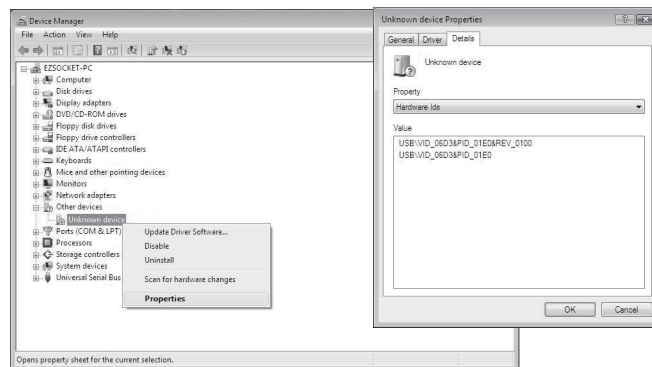 Device Manager
File Action View Help
EZSOCKET-PC
Computer
Disk drives
Display adapters
DVD/CD-ROM drives
Floppy disk drives
Floppy drive controllers
IDE ATA/ATAPI controllers
Keyboards
Mice and other pointing devices
Monitors
Network adapters
Other devices
Unknown device
Ports (COM & LPT)
Processors
Storage controllers
System devices
Universal Serial Bus
Update Driver Software...
Disable
Uninstall
Scan for hardware changes
Properties
Opens property sheet for the current selection.
Unknown device Properties
General Driver Details
Unknown device
Property
Hardware Ids
Value
USB\VID_06D3&PID_01E0&REV_0100
USB\VID_06D3&PID_01E0
OK Cancel